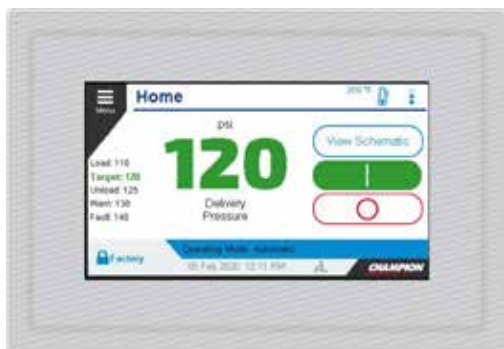 Menu
Home
psi
120
Delivery
Pressure
View Schematic
Load: 110
Target: 120
Unload: 125
Warn: 130
Fault: 140
Factory
Operating Mode: Automatic
Feb 2020 12:11 PM
CHAMPION